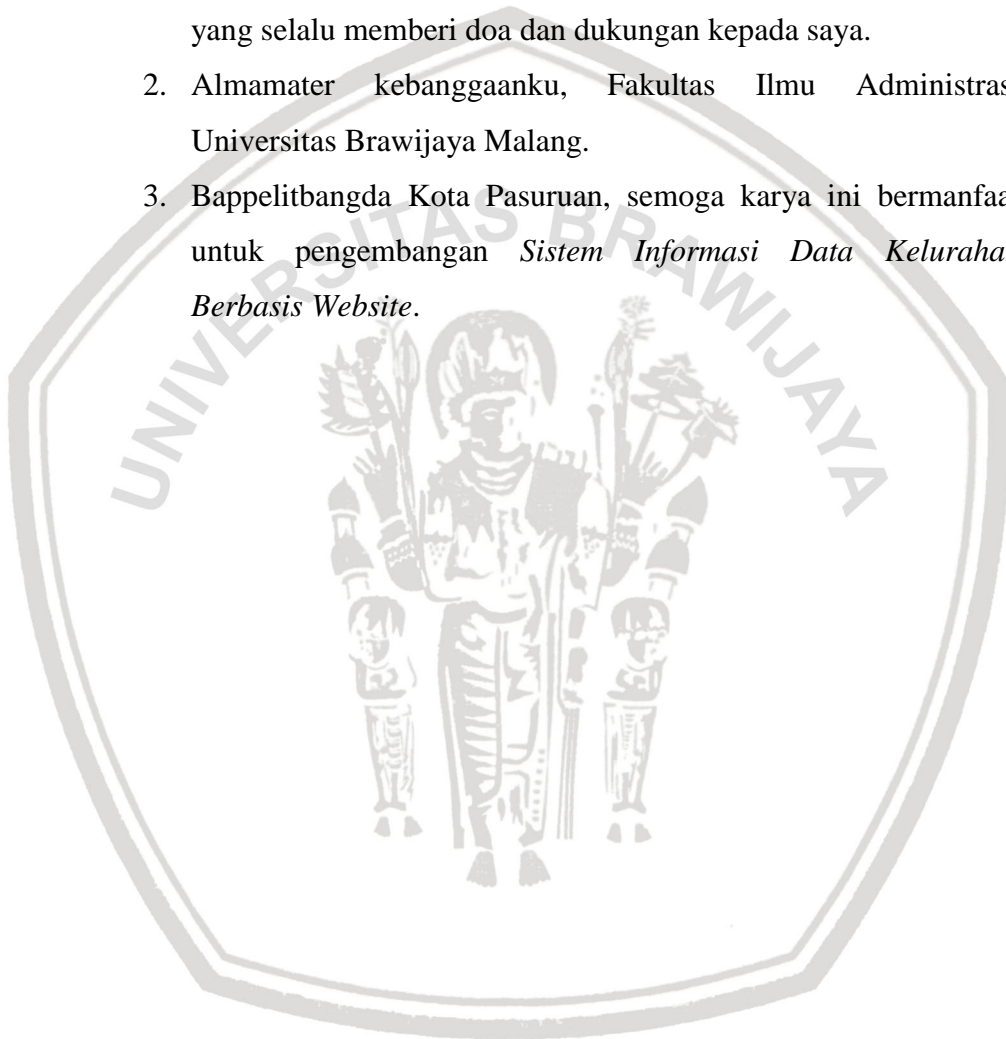 yang selalu memberi doa dan dukungan kepada saya.
2. Almamater kebanggaanku, Fakultas Ilmu Administras
Universitas Brawijaya Malang.
3. Bappelitbangda Kota Pasuruan, semoga karya ini bermanfaa
untuk pengembangan Sistem Informasi Data Keluraha
Berbasis Website.
UNIVERSITAS BRAWIJAYA